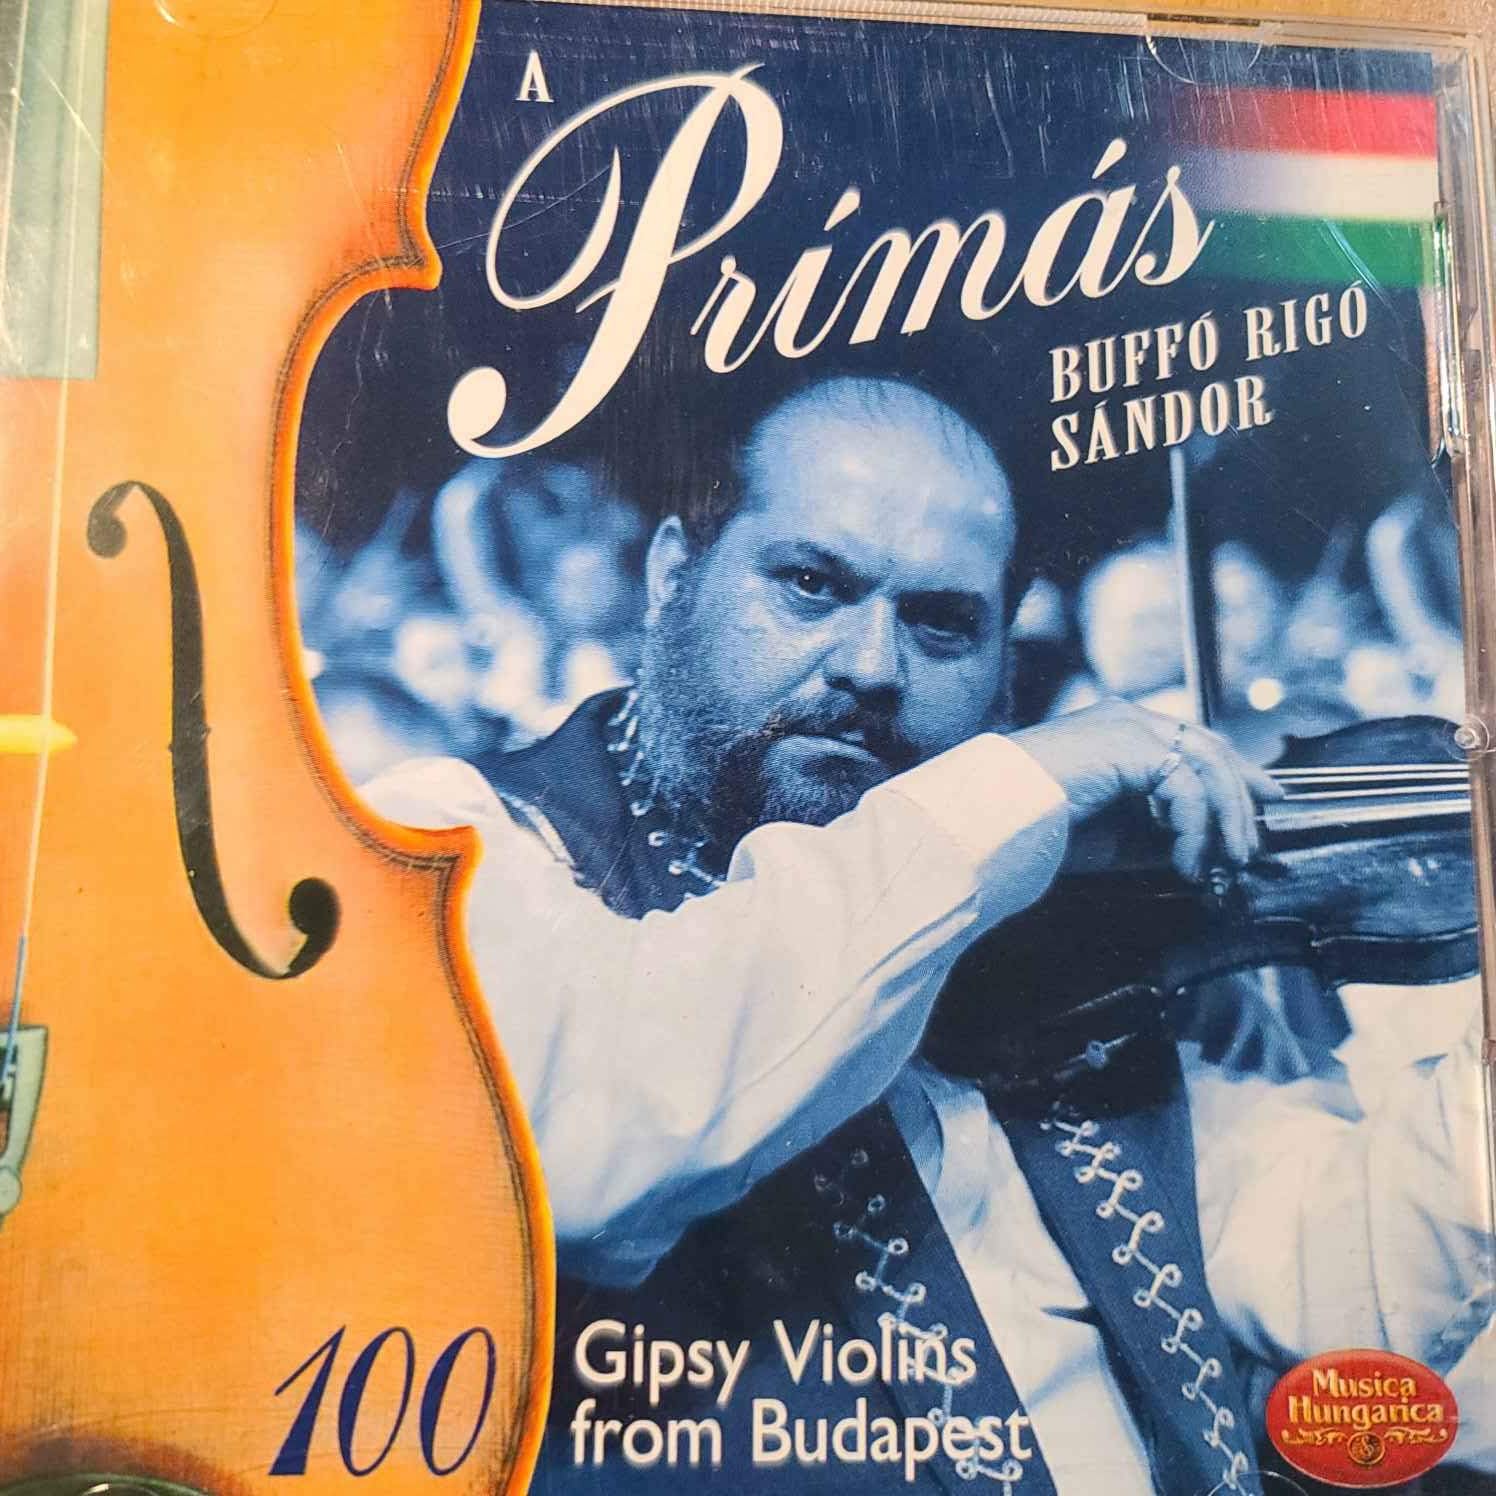 A
Prímás
BUFFÓ RIGÓ
SÁNDOR
100
Gipsy Violins
from Budapest
Musica
Hungarica